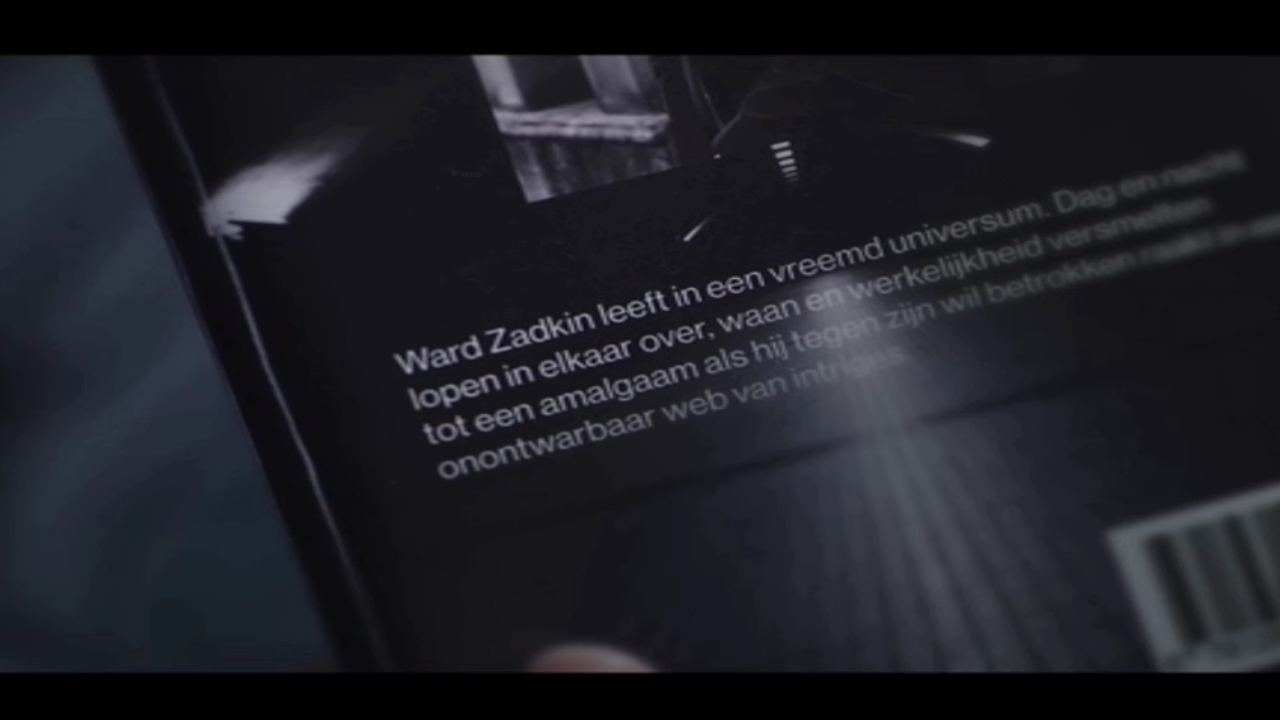 Ward Zadkin leeft in een vreemd universum. Dag en nacht
lopen in elkaar over, waan en werkelijkheid versmelten
tot een amalgaam als hij tegen zijn wil betrokken raakt in een
onontwarbaar web van intriges.